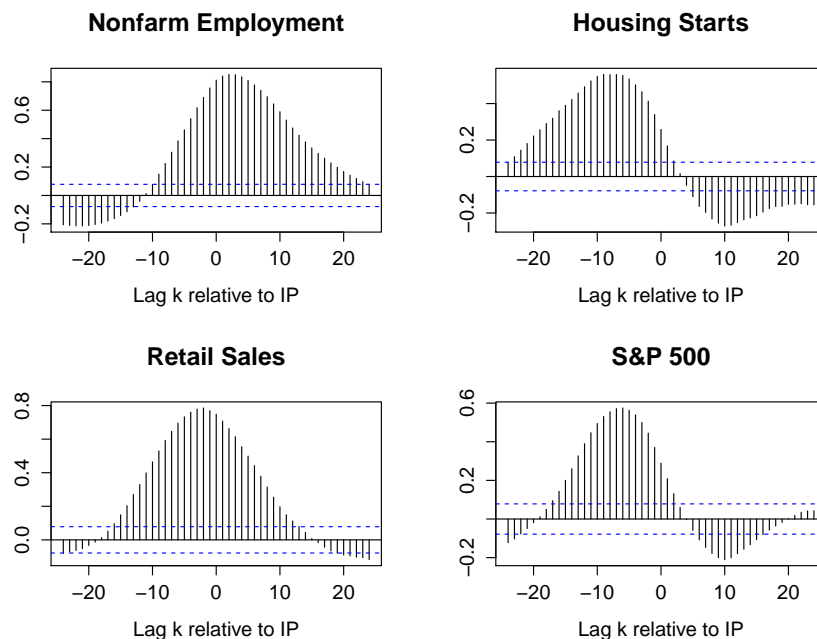 Nonfarm Employment
0.6
0.2
−0.2
−20 −10 0 10 20
Lag k relative to IP
Housing Starts
0.2
−0.2
−20 −10 0 10 20
Lag k relative to IP
Retail Sales
0.8
0.4
0.0
−20 −10 0 10 20
Lag k relative to IP
S&P 500
0.6
0.2
−0.2
−20 −10 0 10 20
Lag k relative to IP